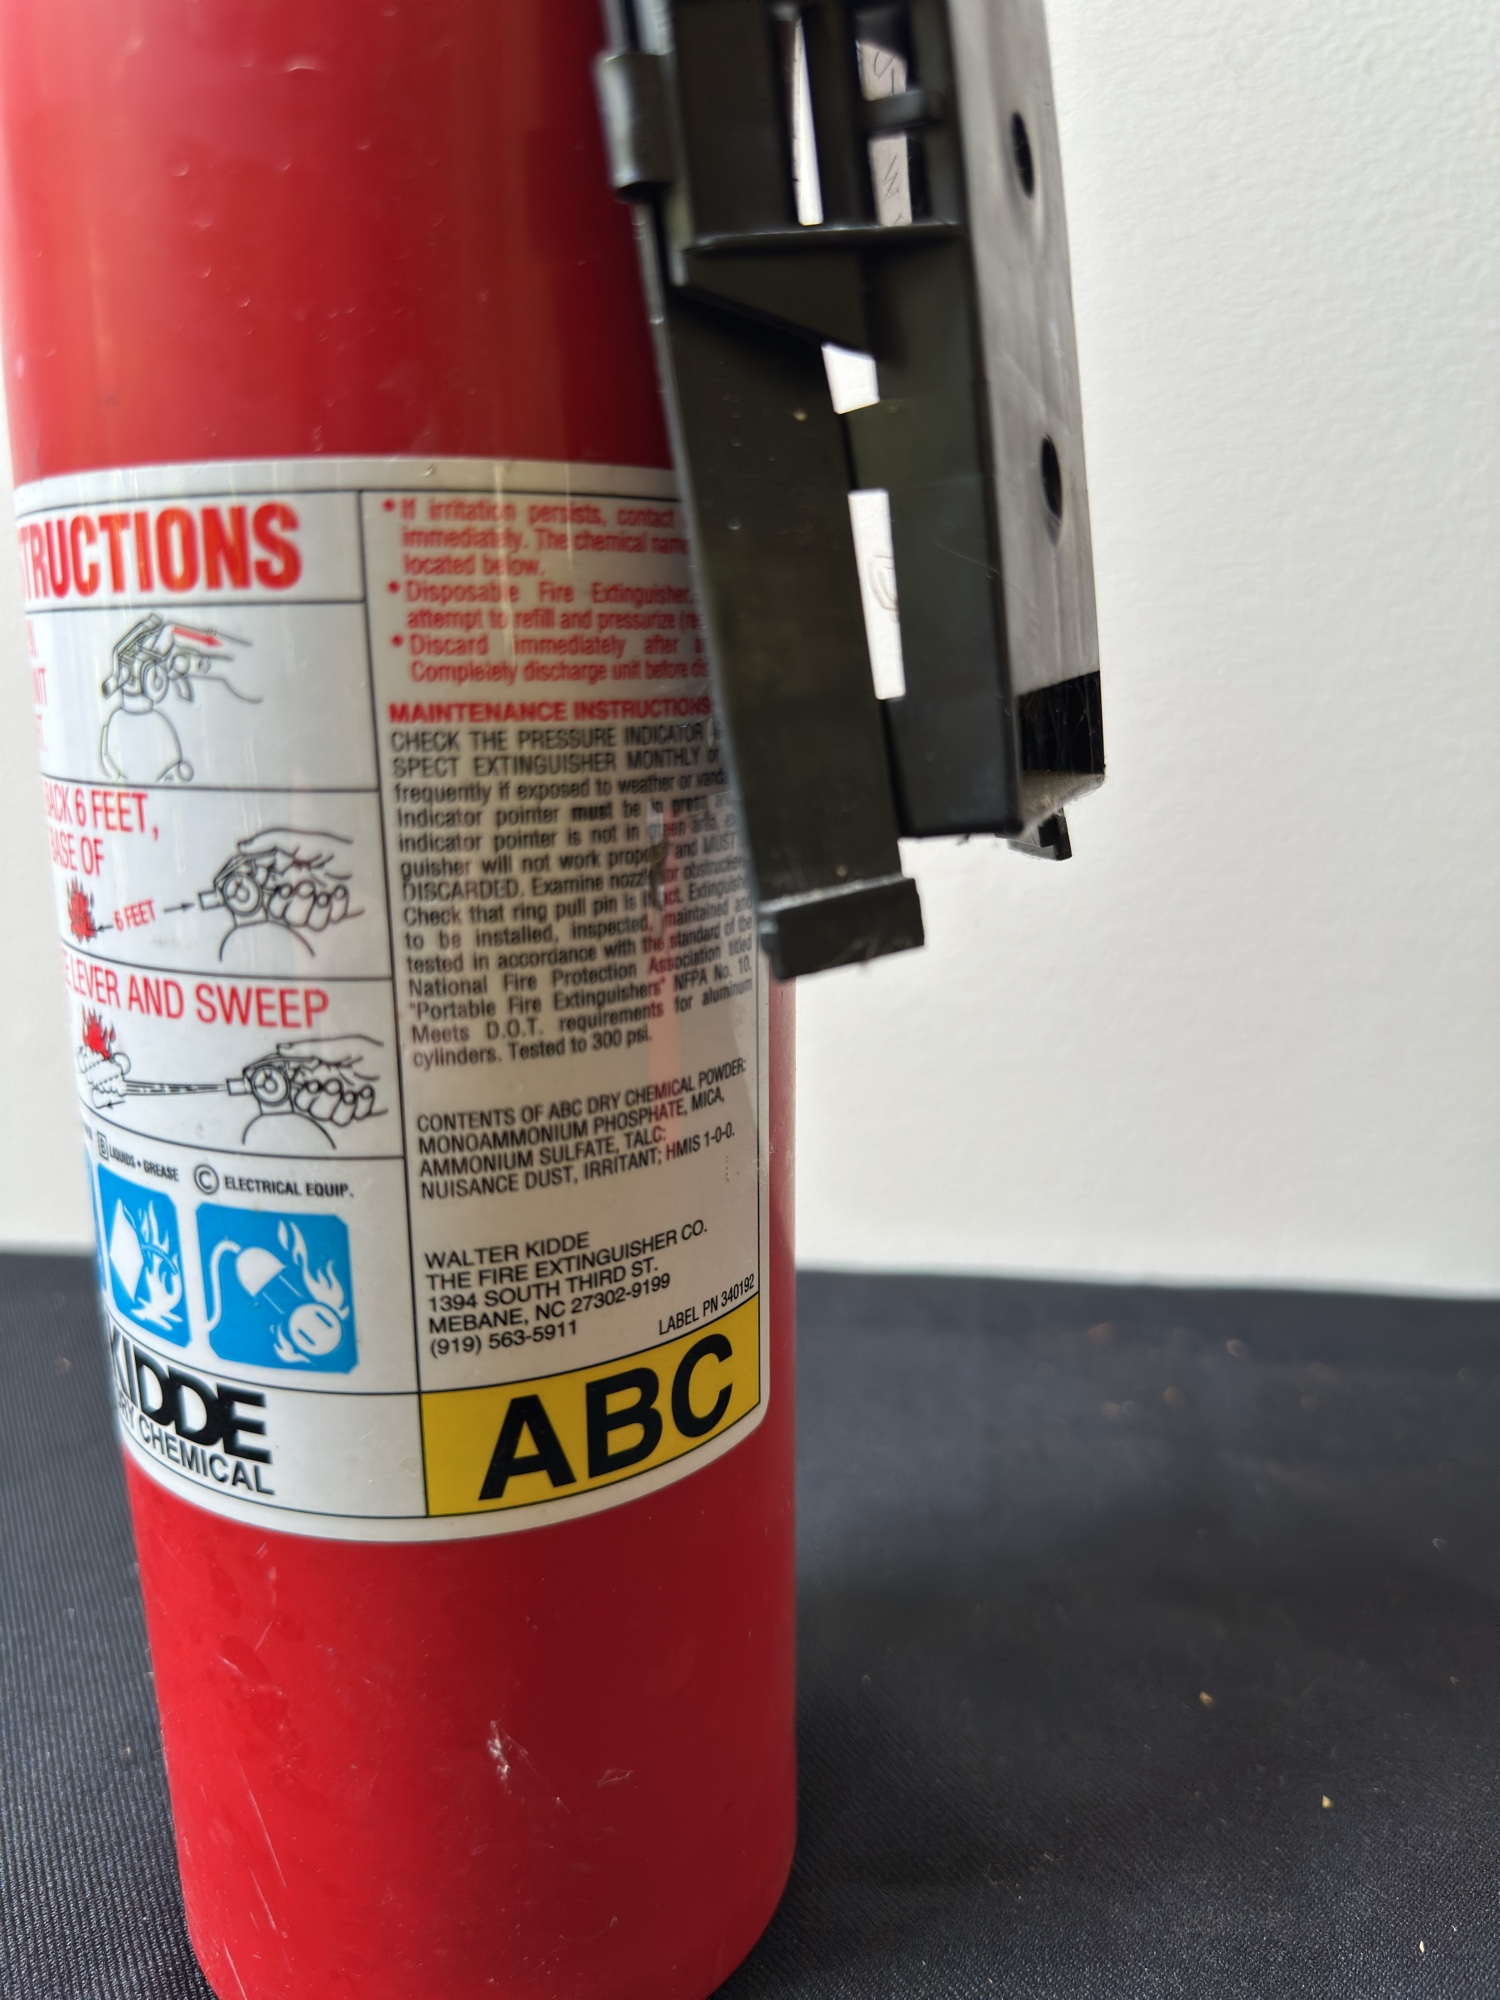 TRUCTIONS
BACK 6 FEET,
BASE OF
6 FEET
LEVER AND SWEEP
B LIQUIDS • GREASE
C ELECTRICAL EQUIP.
KIDDE
RY CHEMICAL
• If irritation persists, contact
immediately. The chemical name
located below.
• Disposable Fire Extinguisher.
attempt to refill and pressurize
• Discard immediately after
Completely discharge unit before
MAINTENANCE INSTRUCTIONS
CHECK THE PRESSURE INDICATOR
SPECT EXTINGUISHER MONTHLY or
frequently if exposed to weather or
Indicator pointer must be in green
indicator pointer is not in green area,
guisher will not work properly and MUST
DISCARDED. Examine nozzle for
Check that ring pull pin is intact.
to be installed, inspected, maintained and
tested in accordance with the standard of the
National Fire Protection Association titled
"Portable Fire Extinguishers" NFPA No. 10.
Meets D.O.T. requirements for aluminum
cylinders. Tested to 300 psi.
CONTENTS OF ABC DRY CHEMICAL POWDER:
MONOAMMONIUM PHOSPHATE, MICA,
AMMONIUM SULFATE, TALC:
NUISANCE DUST, IRRITANT; HMIS 1-0-0.
WALTER KIDDE
THE FIRE EXTINGUISHER CO.
1394 SOUTH THIRD ST.
MEBANE, NC 27302-9199
(919) 563-5911
LABEL PN 340192
ABC